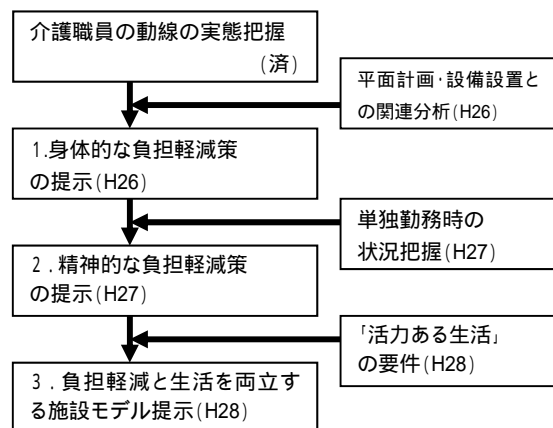 介護職員の動線の実態把握
(済)
平面計画・設備設置と
の関連分析(H26)
1.身体的な負担軽減策
の提示(H26)
単独勤務時の
状況把握(H27)
2．精神的な負担軽減策
の提示(H27)
「活力ある生活」
の要件(H28)
3．負担軽減と生活を両立す
る施設モデル提示(H28)